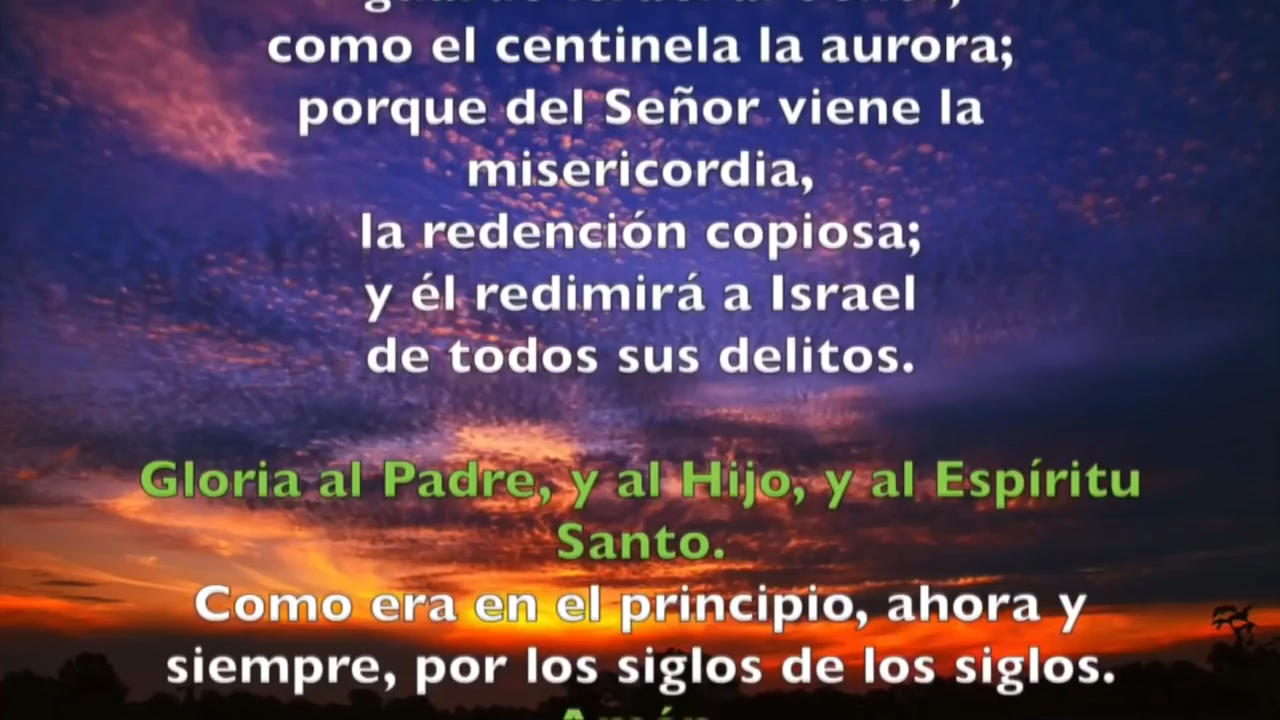 como el centinela la aurora;
porque del Señor viene la
misericordia,
la redención copiosa;
y él redimirá a Israel
de todos sus delitos.
Gloria al Padre, y al Hijo, y al Espíritu
Santo.
Como era en el principio, ahora y
siempre, por los siglos de los siglos.